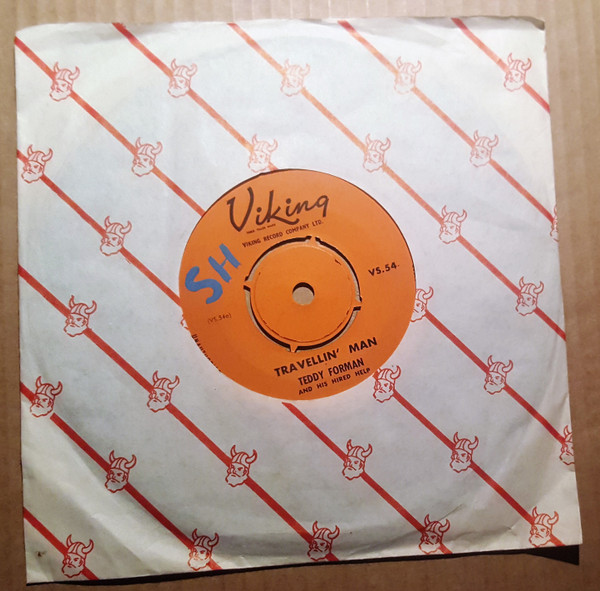 Viking
VIKING RECORD COMPANY LTD.
SH
VS.54
(VS.54a)
TRAVELLIN' MAN
TEDDY FORMAN
AND HIS HIRED HELP